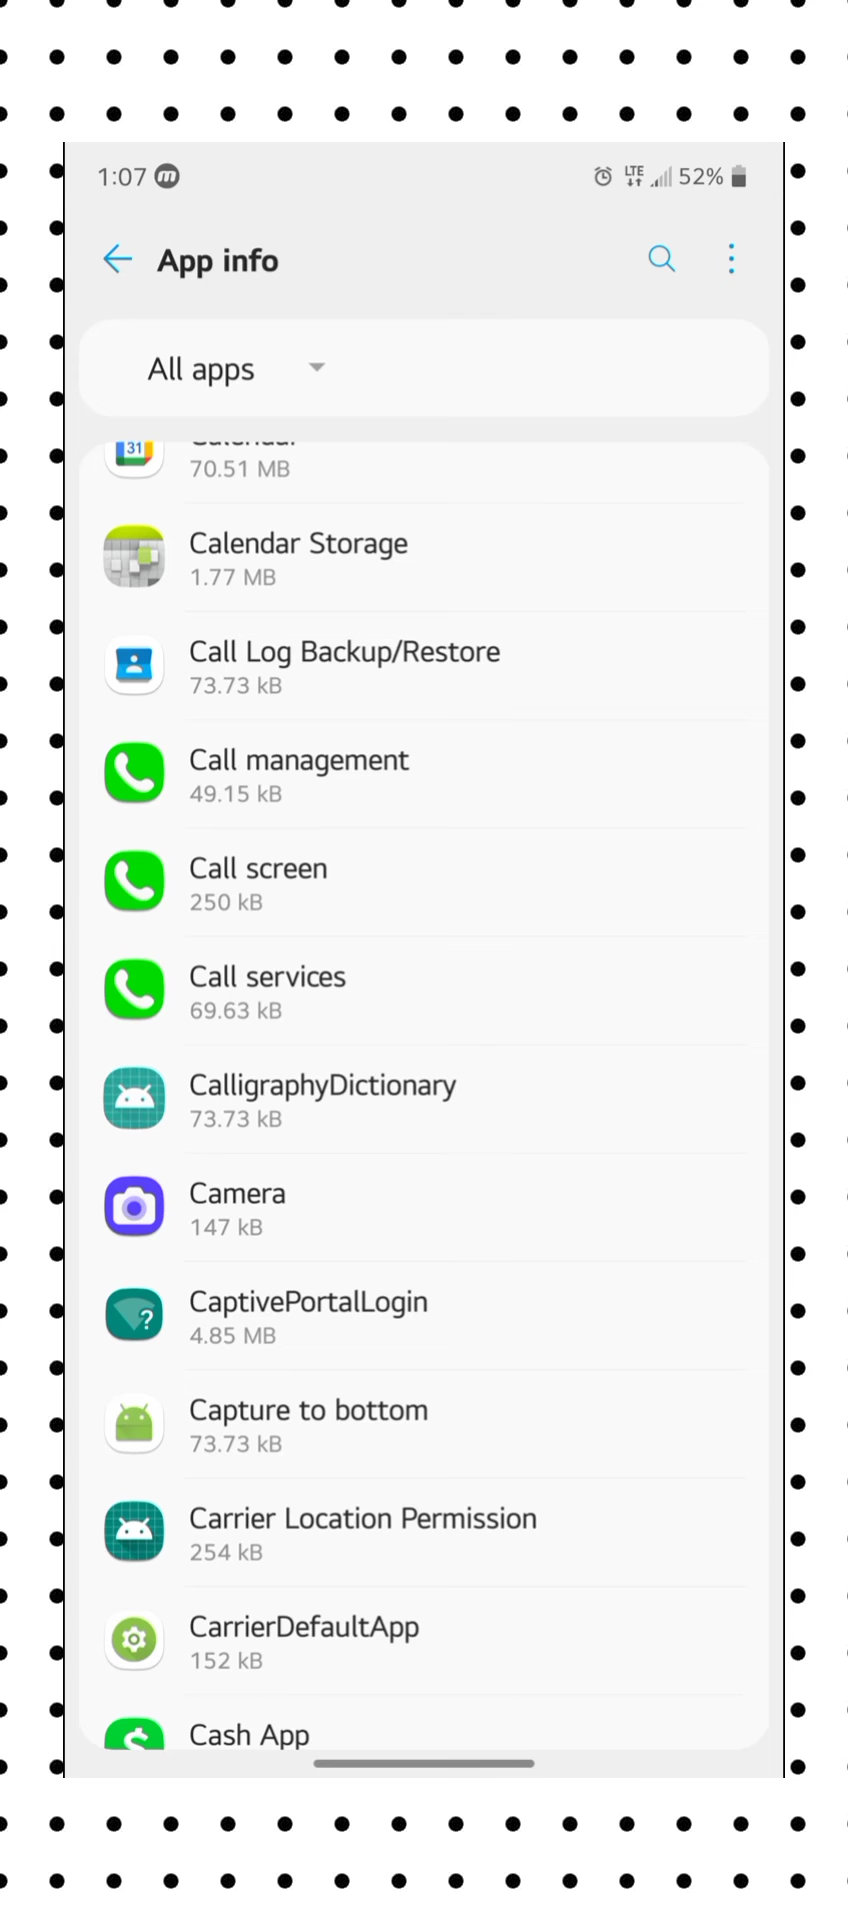 1:07 m LTE 52%
App info
All apps
Calendar
31
70.51 MB
Calendar Storage
1.77 MB
Call Log Backup/Restore
73.73 kB
Call management
49.15 kB
Call screen
250 kB
Call services
69.63 kB
CalligraphyDictionary
73.73 kB
Camera
147 kB
CaptivePortalLogin
?
4.85 MB
Capture to bottom
73.73 kB
Carrier Location Permission
254 kB
CarrierDefaultApp
152 kB
Cash App
$